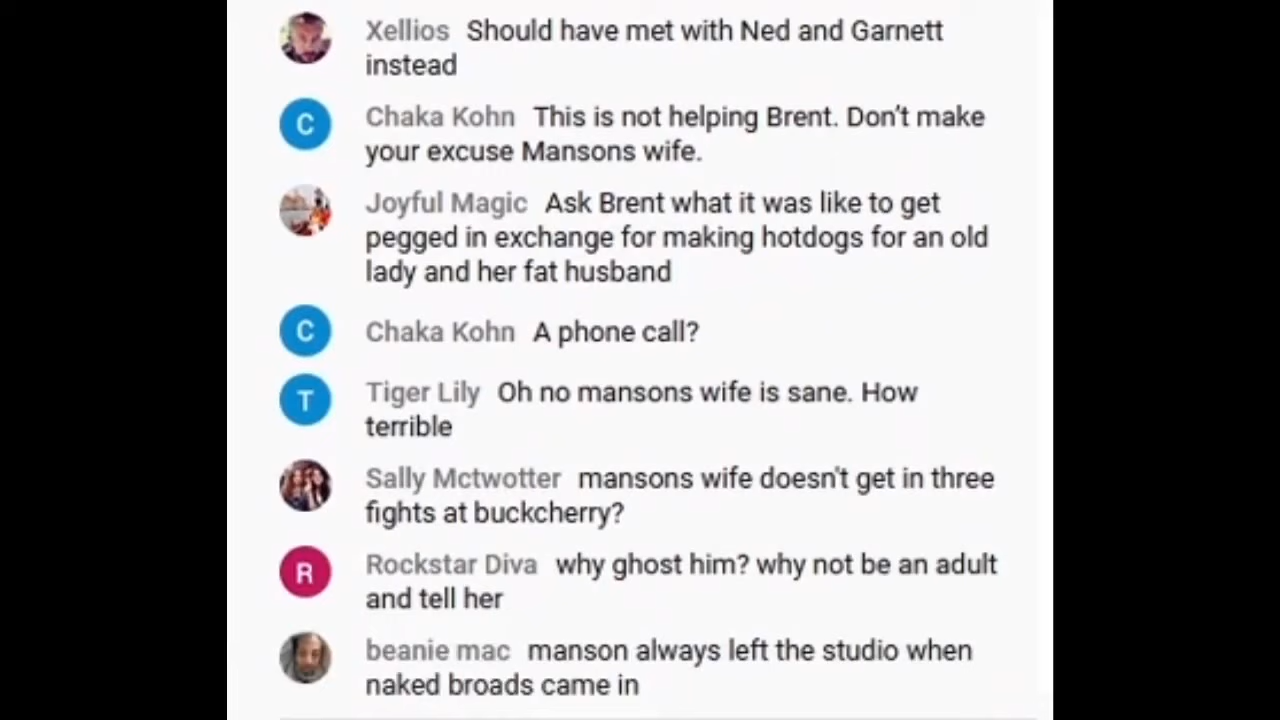 Xellios Should have met with Ned and Garnett
instead
C Chaka Kohn This is not helping Brent. Don't make
your excuse Mansons wife.
Joyful Magic Ask Brent what it was like to get
pegged in exchange for making hotdogs for an old
lady and her fat husband
C Chaka Kohn A phone call?
T Tiger Lily Oh no mansons wife is sane. How
terrible
Sally Mctwotter mansons wife doesn't get in three
fights at buckcherry?
R Rockstar Diva why ghost him? why not be an adult
and tell her
beanie mac manson always left the studio when
naked broads came in